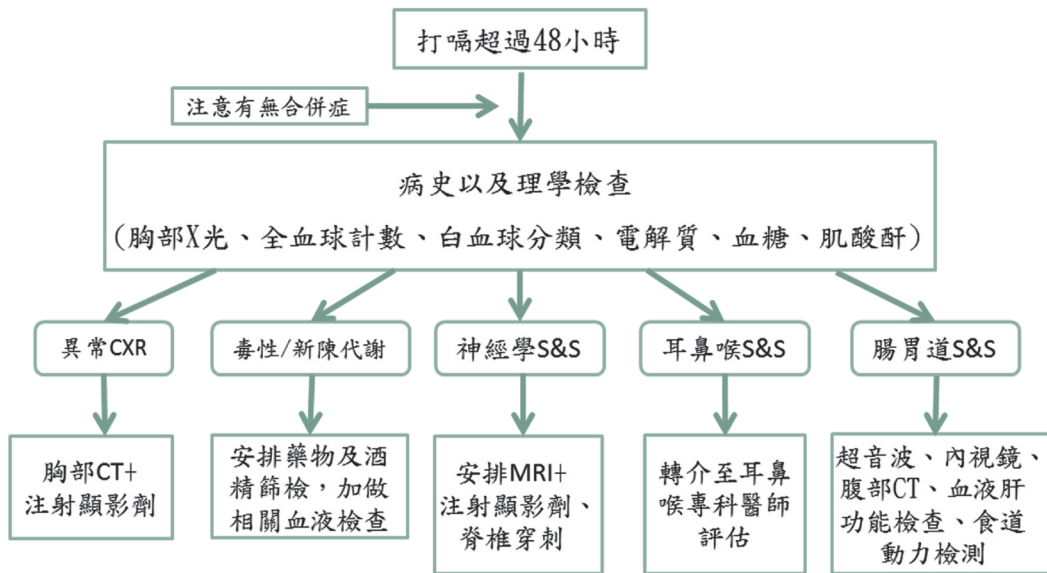 打嗝超過48小時
注意有無合併症
病史以及理學檢查
(胸部X光、全血球計數、白血球分類、電解質、血糖、肌酸酐)
異常CXR
毒性/新陳代謝
神經學S&S
耳鼻喉S&S
腸胃道S&S
胸部CT+
注射顯影劑
安排藥物及酒
精篩檢，加做
相關血液檢查
安排MRI+
注射顯影劑、
脊椎穿刺
轉介至耳鼻
喉專科醫師
評估
超音波、內視鏡、
腹部CT、血液肝
功能檢查、食道
動力檢測